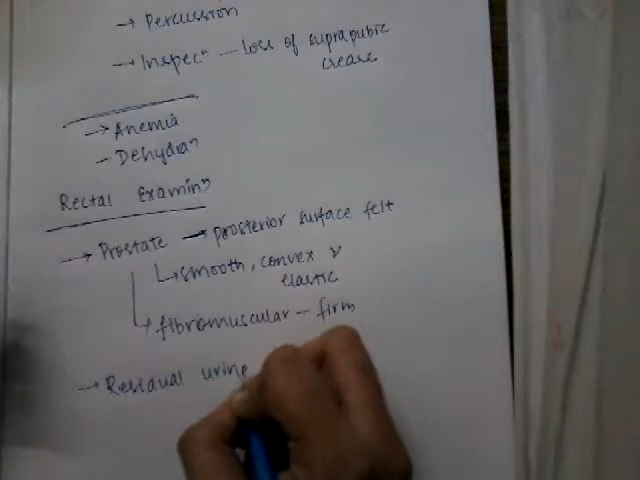 → Percussion
→ Inspecⁿ — loss of suprapubic
crease
→ Anemia
- Dehydraⁿ
Rectal Examinⁿ
→ Prostate → posterior surface felt
↳ smooth, convex &
elastic
↳ fibromuscular – firm
→ Residual urine